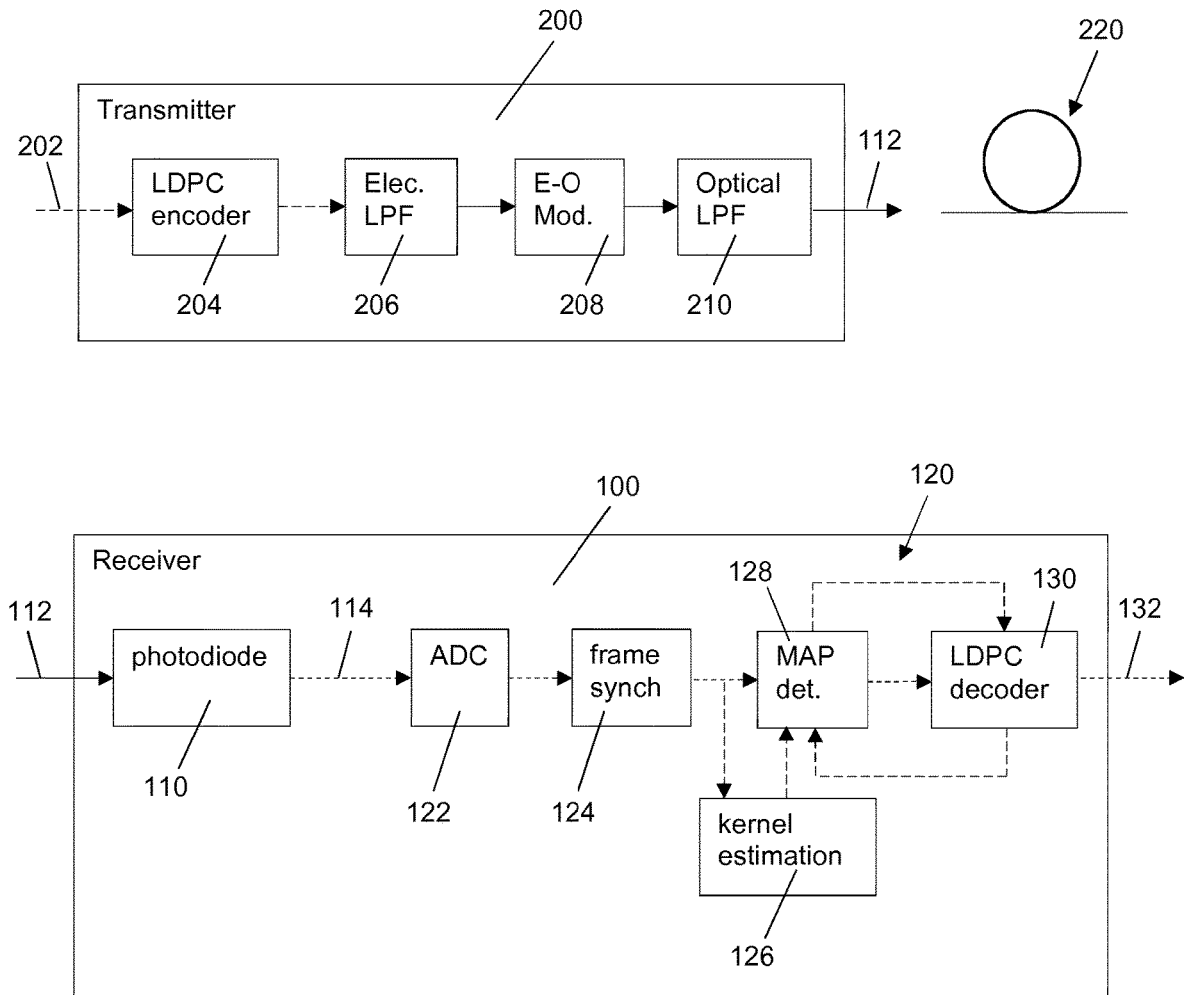 200
220
Transmitter
202
112
LDPC
encoder
Elec.
LPF
E-O
Mod.
Optical
LPF
204
206
208
210
100
120
Receiver
128
130
112
114
132
photodiode
ADC
frame
synch
MAP
det.
LDPC
decoder
110
122
124
kernel
estimation
126